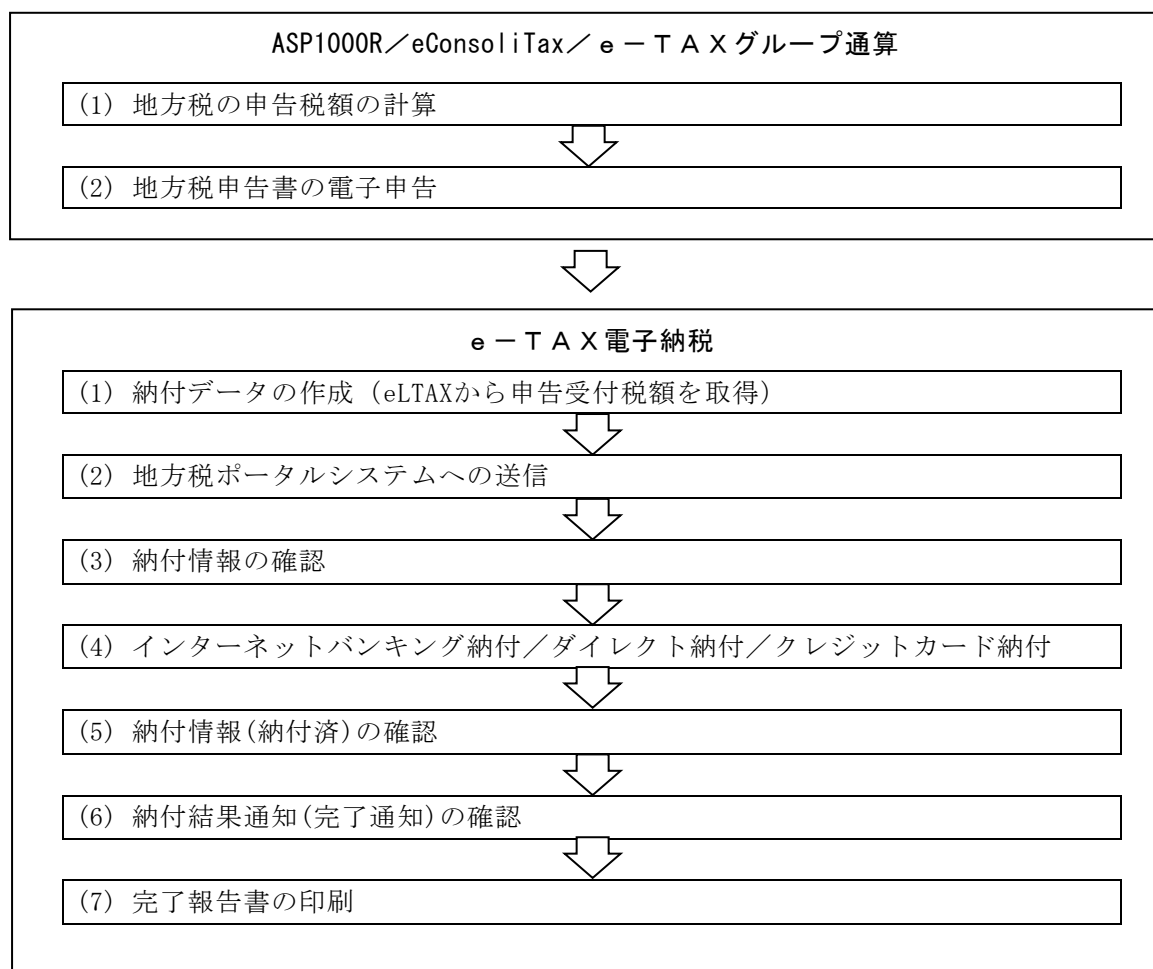 ASP1000R／eConsoliTax／ｅ－ＴＡＸグループ通算
(1) 地方税の申告税額の計算
(2) 地方税申告書の電子申告
ｅ－ＴＡＸ電子納税
(1) 納付データの作成 (eLTAXから申告受付税額を取得)
(2) 地方税ポータルシステムへの送信
(3) 納付情報の確認
(4) インターネットバンキング納付／ダイレクト納付／クレジットカード納付
(5) 納付情報(納付済)の確認
(6) 納付結果通知(完了通知)の確認
(7) 完了報告書の印刷